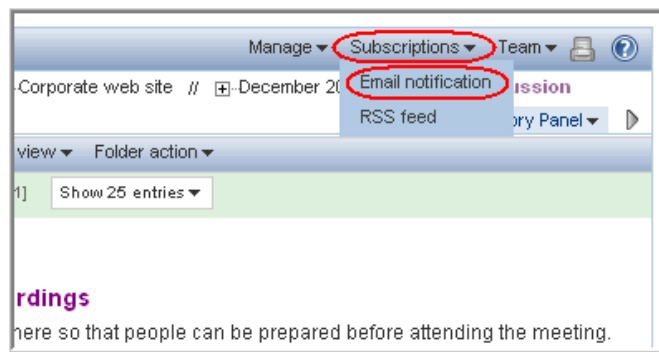 Manage Subscriptions Team ?
Corporate web site // + December 20 ussion
Email notification
RSS feed ory Panel
view Folder action
1] Show 25 entries
rdings
here so that people can be prepared before attending the meeting.